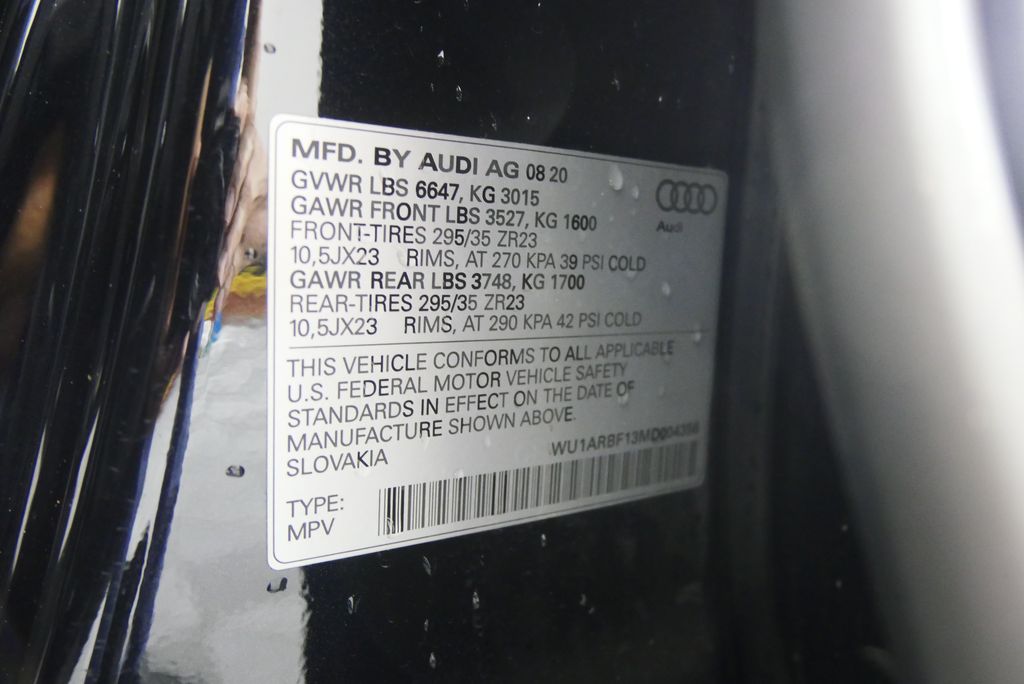 MFD. BY AUDI AG 08 20
GVWR LBS 6647, KG 3015
GAWR FRONT LBS 3527, KG 1600
FRONT-TIRES 295/35 ZR23
10,5JX23 RIMS, AT 270 KPA 39 PSI COLD
GAWR REAR LBS 3748, KG 1700
REAR-TIRES 295/35 ZR23
10,5JX23 RIMS, AT 290 KPA 42 PSI COLD
Audi
THIS VEHICLE CONFORMS TO ALL APPLICABLE
U.S. FEDERAL MOTOR VEHICLE SAFETY
STANDARDS IN EFFECT ON THE DATE OF
MANUFACTURE SHOWN ABOVE.
SLOVAKIA
WU1ARBF13MD004356
TYPE:
MPV